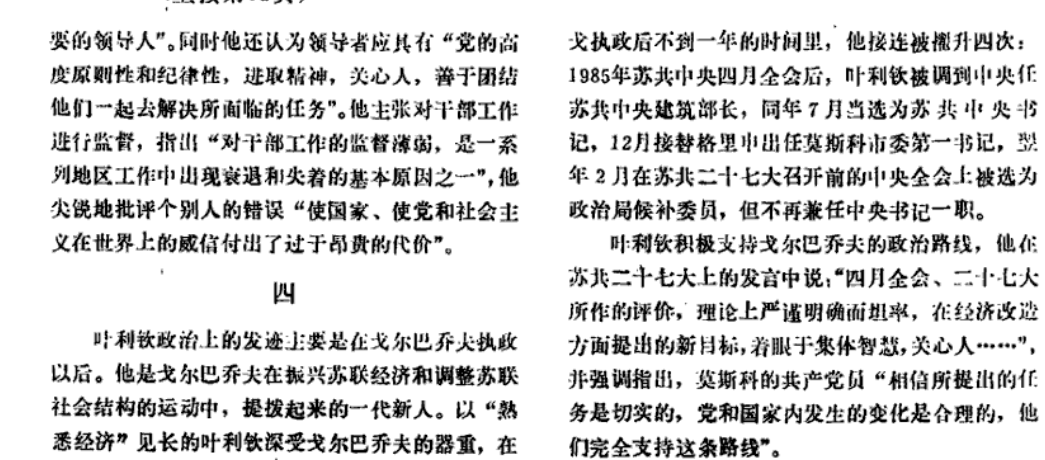 要的领导人”。同时他还认为领导者应具有“党的高
度原则性和纪律性，进取精神，关心人，善于团结
他们一起去解决所面临的任务”。他主张对干部工作
进行监督，指出“对干部工作的监督薄弱，是一系
列地区工作中出现衰退和失着的基本原因之一”，他
尖锐地批评个别人的错误“使国家、使党和社会主
义在世界上的威信付出了过于昂贵的代价”。
四
叶利钦政治上的发迹主要是在戈尔巴乔夫执政
以后。他是戈尔巴乔夫在振兴苏联经济和调整苏联
社会结构的运动中，提拨起来的一代新人。以“熟
悉经济”见长的叶利钦深受戈尔巴乔夫的器重，在
戈执政后不到一年的时间里，他接连被擢升四次：
1985年苏共中央四月全会后，叶利钦被调到中央任
苏共中央建筑部长，同年7月当选为苏共中央书
记，12月接替格里申出任莫斯科市委第一书记，翌
年2月在苏共二十七大召开前的中央全会上被选为
政治局候补委员，但不再兼任中央书记一职。
叶利钦积极支持戈尔巴乔夫的政治路线，他在
苏共二十七大上的发言中说：“四月全会、二十七大
所作的评价，理论上严谨明确而坦率，在经济改造
方面提出的新目标，着眼于集体智慧，关心人……”，
并强调指出，莫斯科的共产党员“相信所提出的任
务是切实的，党和国家内发生的变化是合理的，他
们完全支持这条路线”。